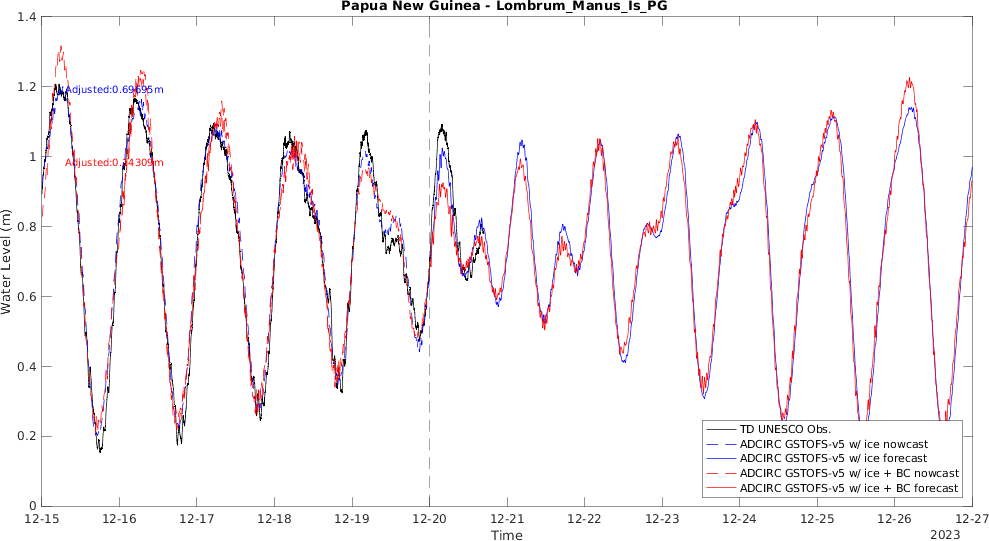 Papua New Guinea - Lombrum_Manus_Is_PG
Water Level (m)
1.4
1.2
1
0.8
0.6
0.4
0.2
0
Adjusted:0.69695m
Adjusted:0.14309m
TD UNESCO Obs.
ADCIRC GSTOFS-v5 w/ ice nowcast
ADCIRC GSTOFS-v5 w/ ice forecast
ADCIRC GSTOFS-v5 w/ ice + BC nowcast
ADCIRC GSTOFS-v5 w/ ice + BC forecast
12-15 12-16 12-17 12-18 12-19 12-20 12-21 12-22 12-23 12-24 12-25 12-26 12-27
Time
2023